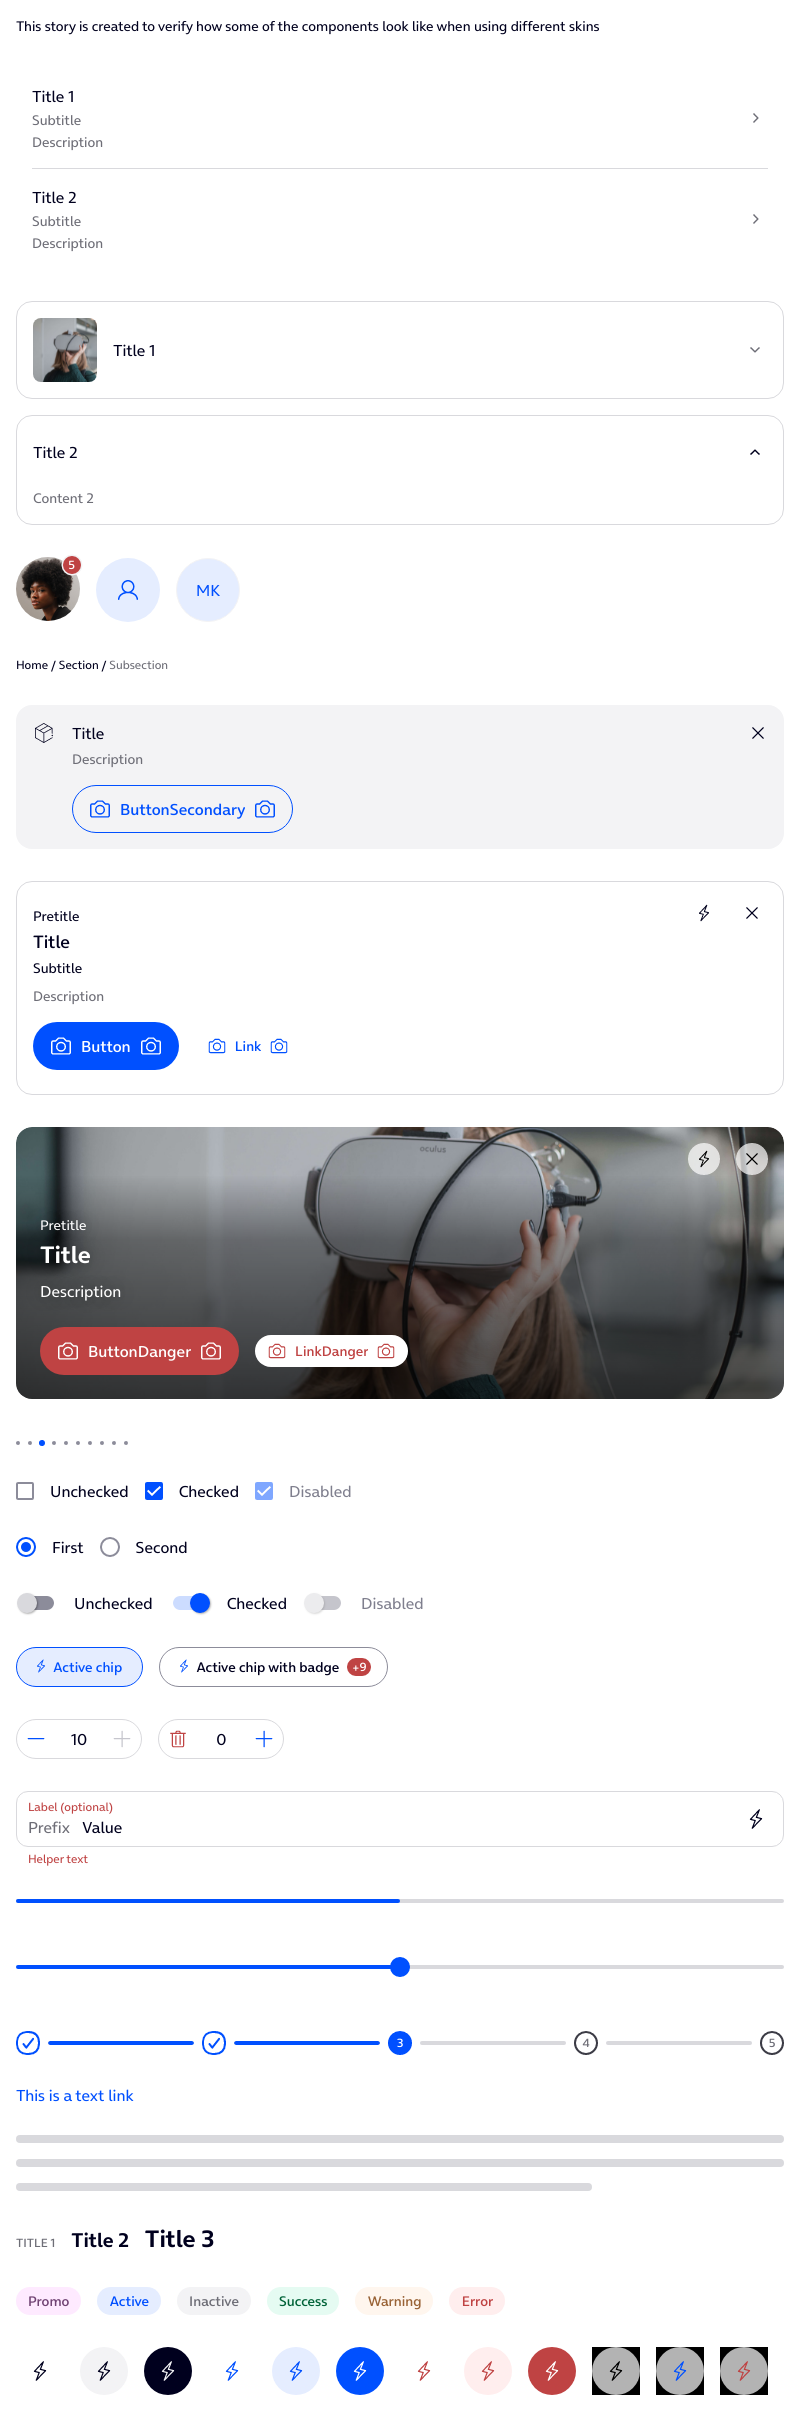 This story is created to verify how some of the components look like when using different skins
Title 1
Subtitle
Description
Title 2
Subtitle
Description
Title 1
Title 2
Content 2
5
MK
Home / Section / Subsection
Title
Description
ButtonSecondary
Pretitle
Title
Subtitle
Description
Button Link
oculus
Pretitle
Title
Description
ButtonDanger LinkDanger
Unchecked Checked Disabled
First Second
Unchecked Checked Disabled
Active chip Active chip with badge +9
10 0
Label (optional)
Prefix Value
Helper text
3 4 5
This is a text link
TITLE 1 Title 2 Title 3
Promo Active Inactive Success Warning Error